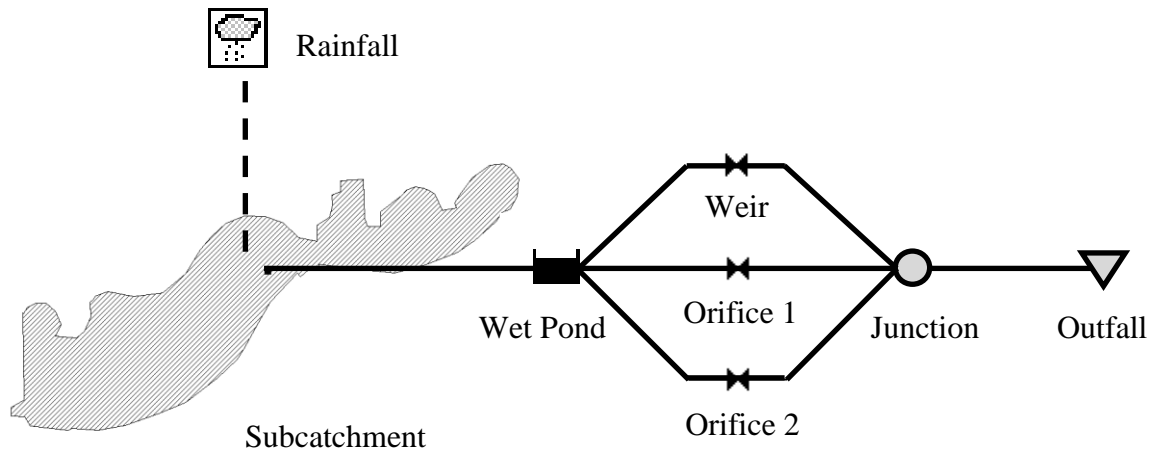 Rainfall
Weir
Orifice 1
Wet Pond
Junction
Outfall
Orifice 2
Subcatchment